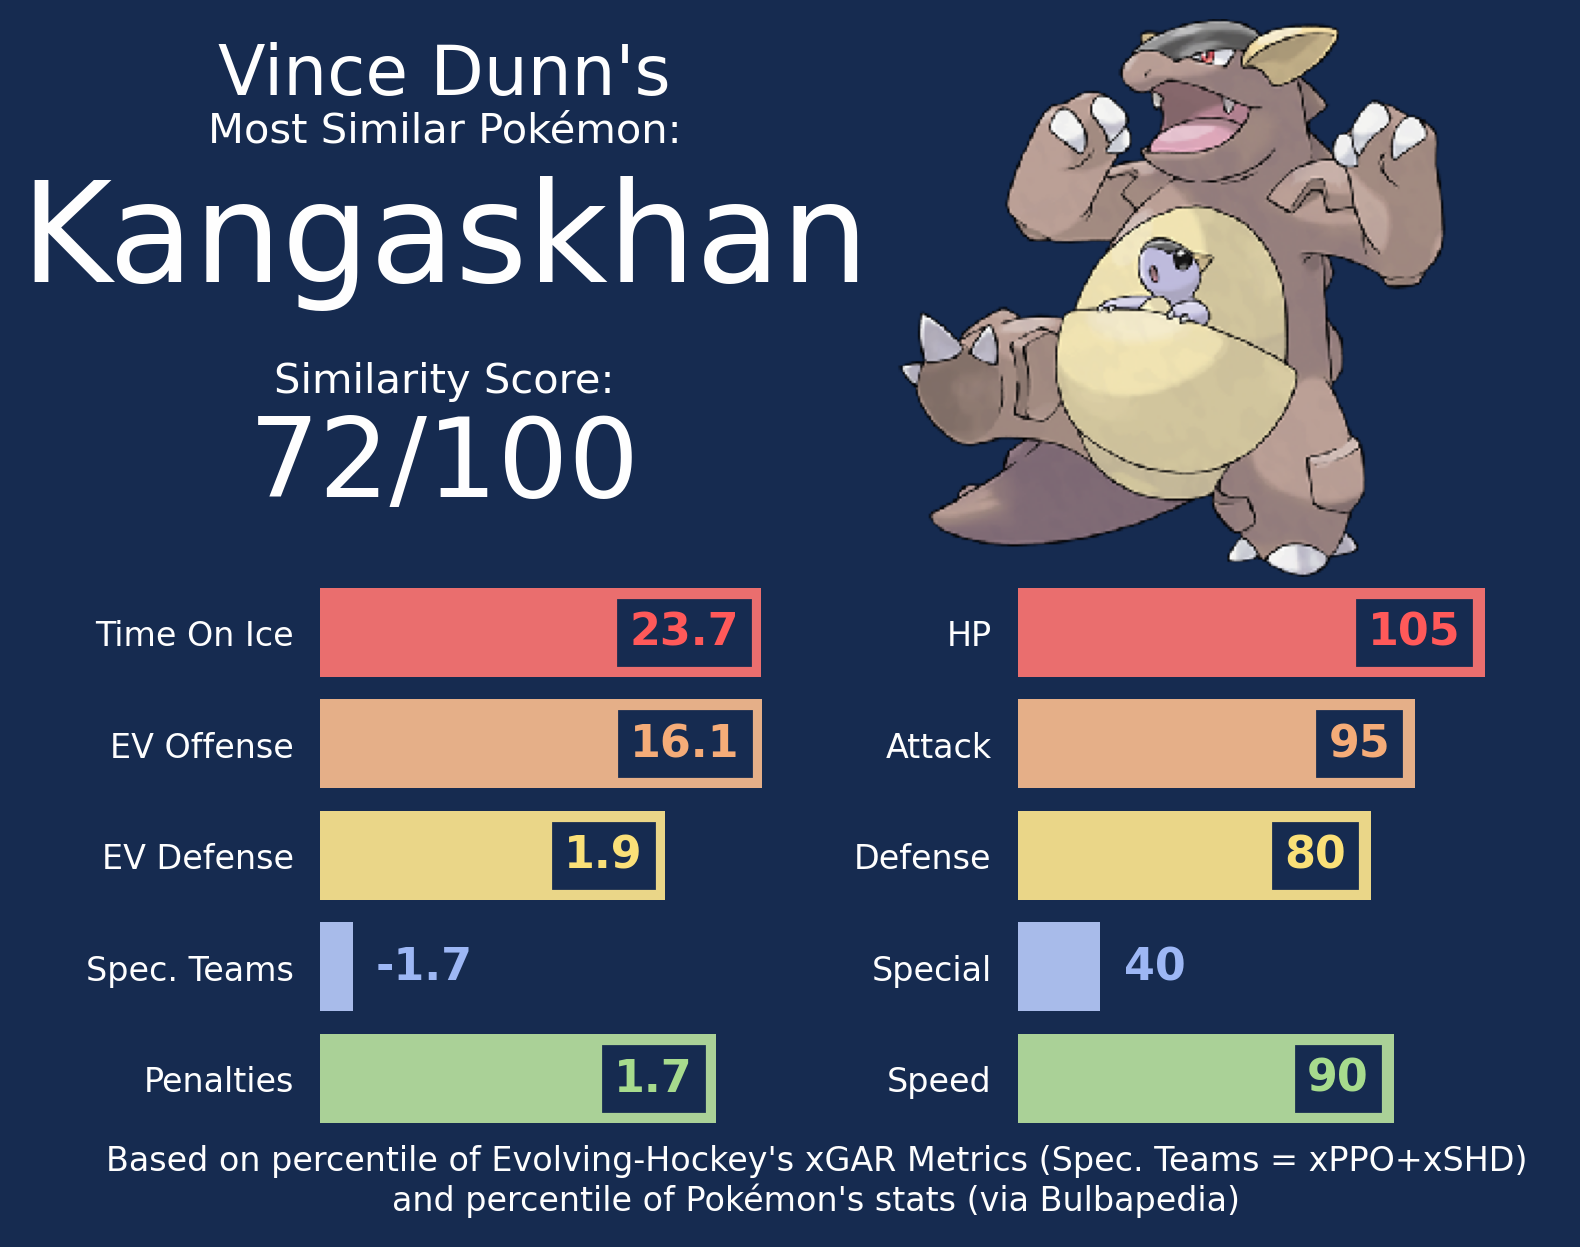 Vince Dunn's
Most Similar Pokémon:
Kangaskhan
Similarity Score:
72/100
Time On Ice 23.7
EV Offense 16.1
EV Defense 1.9
Spec. Teams -1.7
Penalties 1.7
HP 105
Attack 95
Defense 80
Special 40
Speed 90
Based on percentile of Evolving-Hockey's xGAR Metrics (Spec. Teams = xPPO+xSHD)
and percentile of Pokémon's stats (via Bulbapedia)